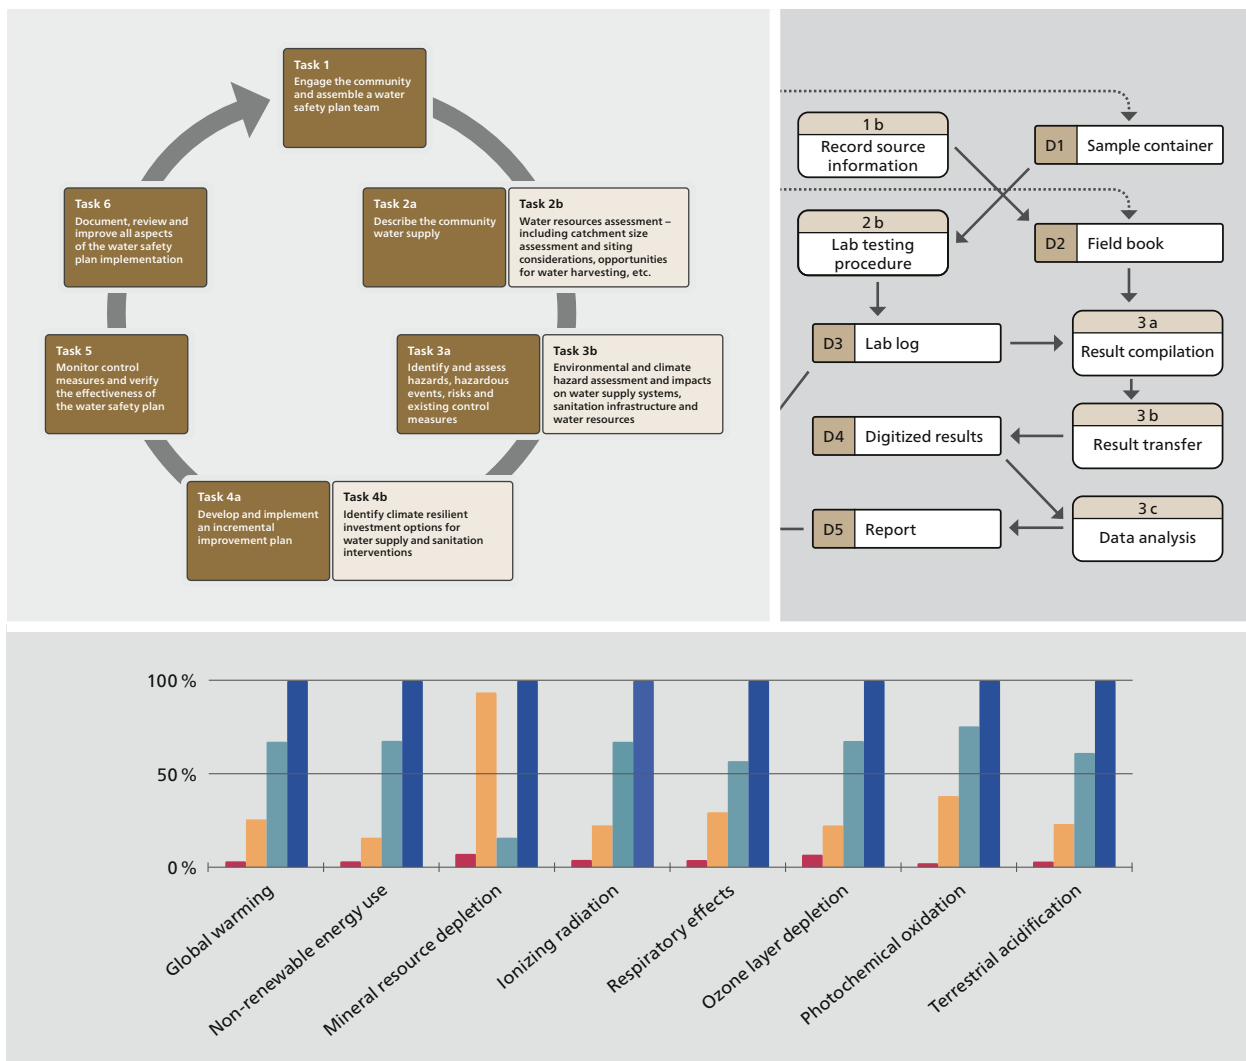 Task 1
Engage the community
and assemble a water
safety plan team
Task 2a
Describe the community
water supply
Task 2b
Water resources assessment –
including catchment size
assessment and siting
considerations, opportunities
for water harvesting, etc.
Task 3a
Identify and assess
hazards, hazardous
events, risks and
existing control
measures
Task 3b
Environmental and climate
hazard assessment and impacts
on water supply systems,
sanitation infrastructure and
water resources
Task 4a
Develop and implement
an incremental
improvement plan
Task 4b
Identify climate resilient
investment options for
water supply and sanitation
interventions
Task 5
Monitor control
measures and verify
the effectiveness of
the water safety plan
Task 6
Document, review and
improve all aspects
of the water safety
plan implementation
1 b
Record source
information
D1 Sample container
2 b
Lab testing
procedure
D2 Field book
D3 Lab log
3 a
Result compilation
3 b
Result transfer
D4 Digitized results
3 c
Data analysis
D5 Report
100 %
50 %
0 %
Global warming
Non-renewable energy use
Mineral resource depletion
Ionizing radiation
Respiratory effects
Ozone layer depletion
Photochemical oxidation
Terrestrial acidification